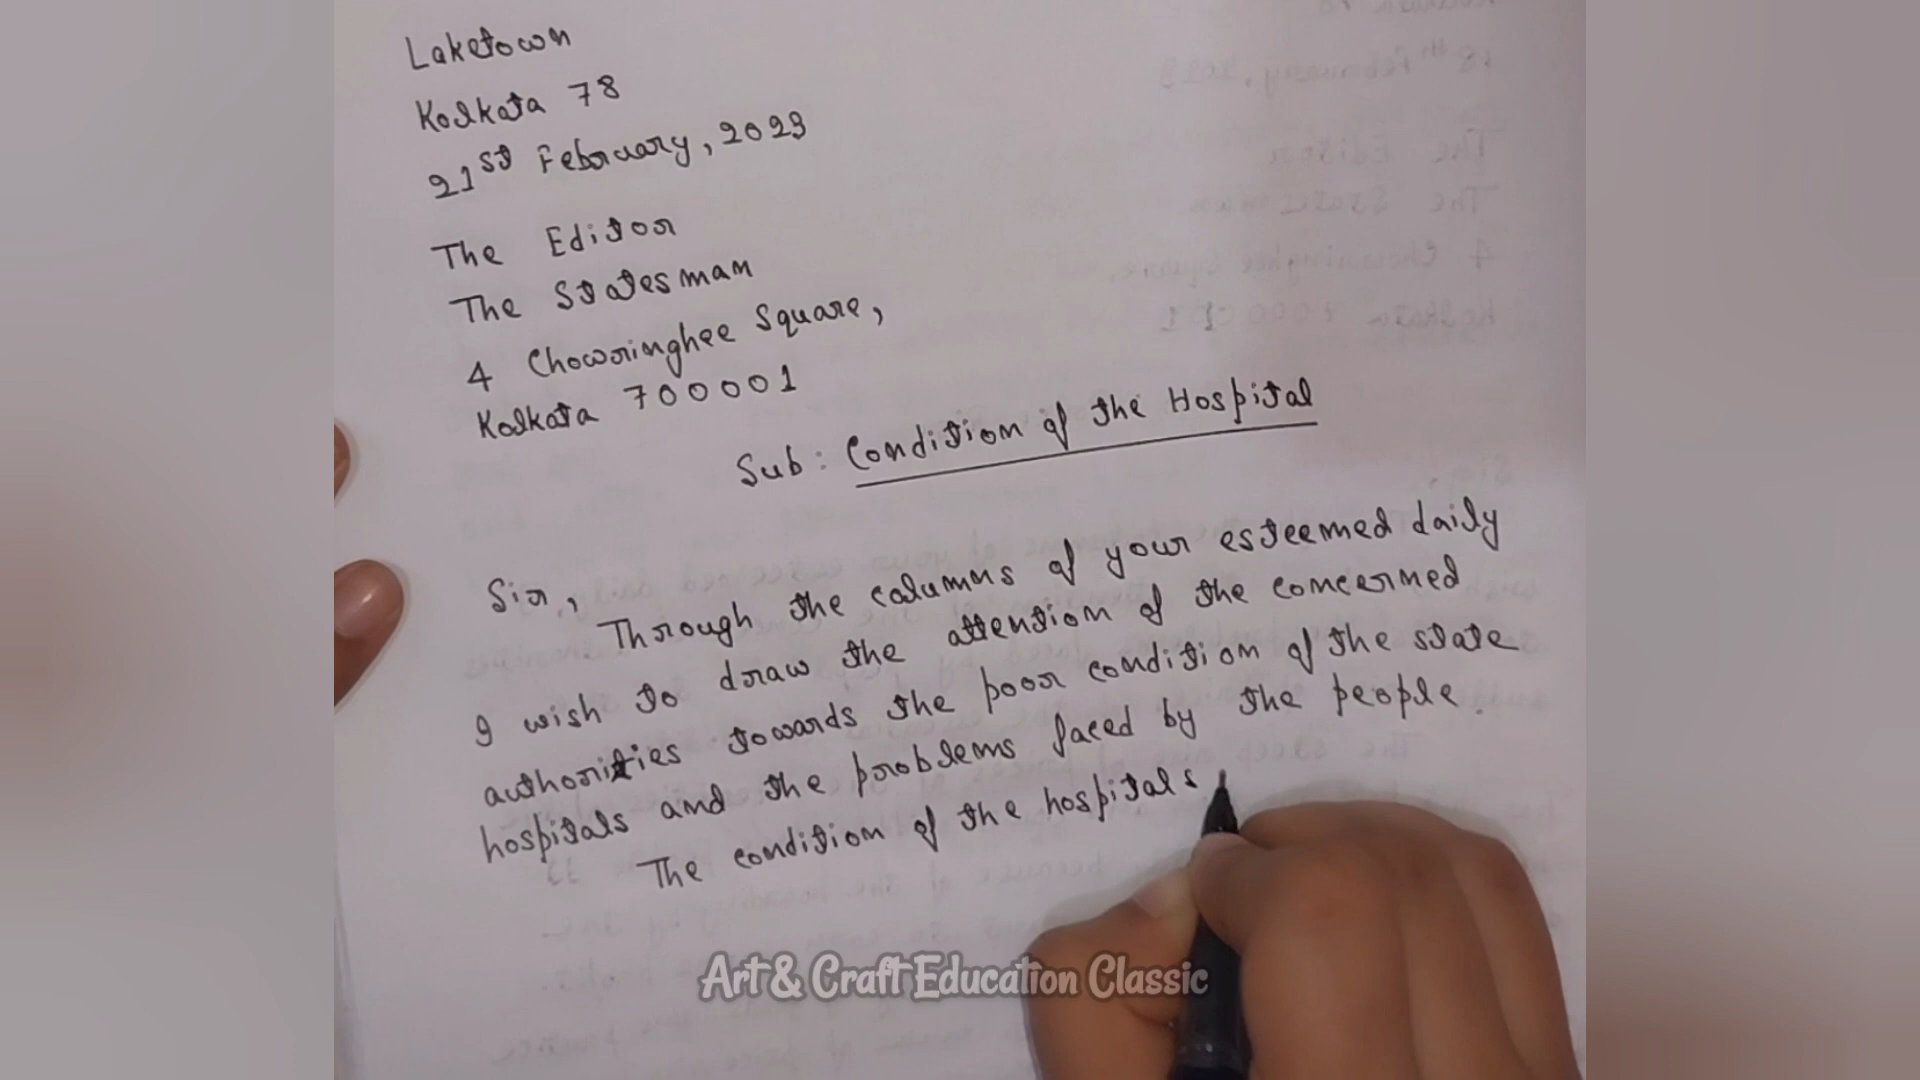 Laketown
Kolkata 78
21st February, 2023
The Editor
The Statesman
4 Chowringhee Square,
Kolkata 700001
Sub: Condition of the Hospital
Sir,
Through the columns of your esteemed daily
I wish to draw the attention of the concerned
authorities towards the poor condition of the state
hospitals and the problems faced by the people.
The condition of the hospitals
Art & Craft Education Classic